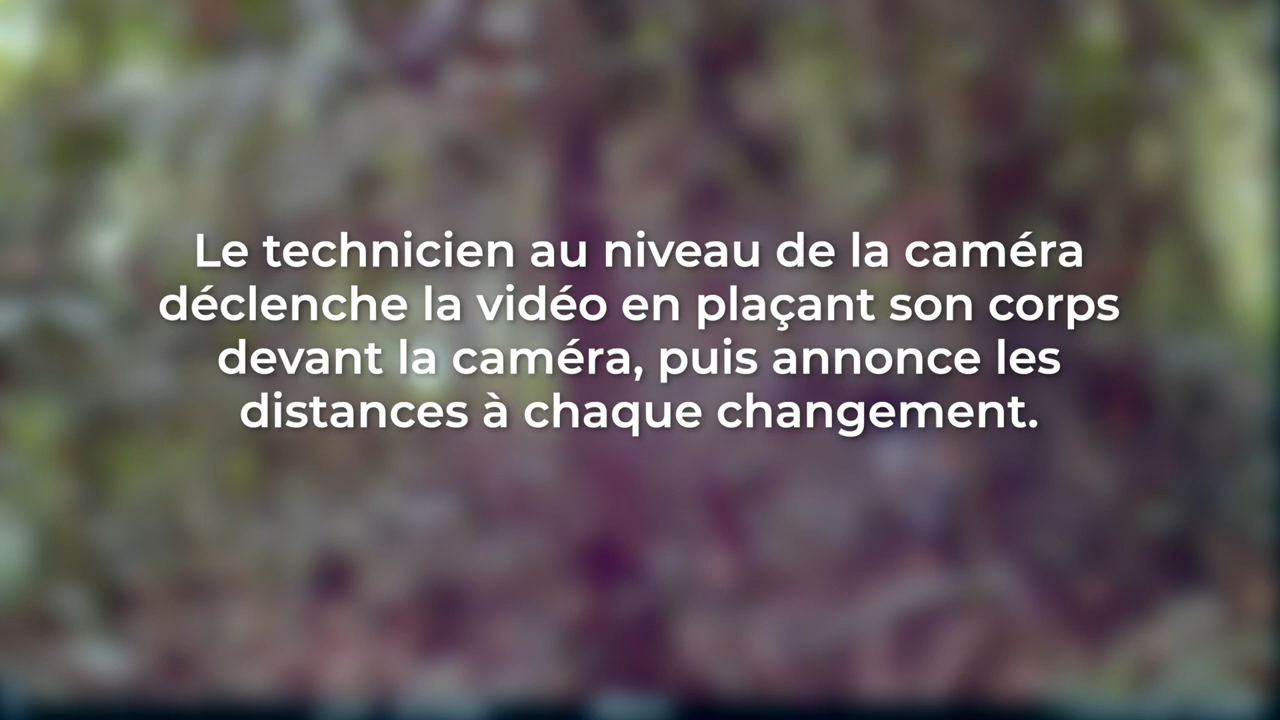 Le technicien au niveau de la caméra
déclenche la vidéo en plaçant son corps
devant la caméra, puis annonce les
distances à chaque changement.